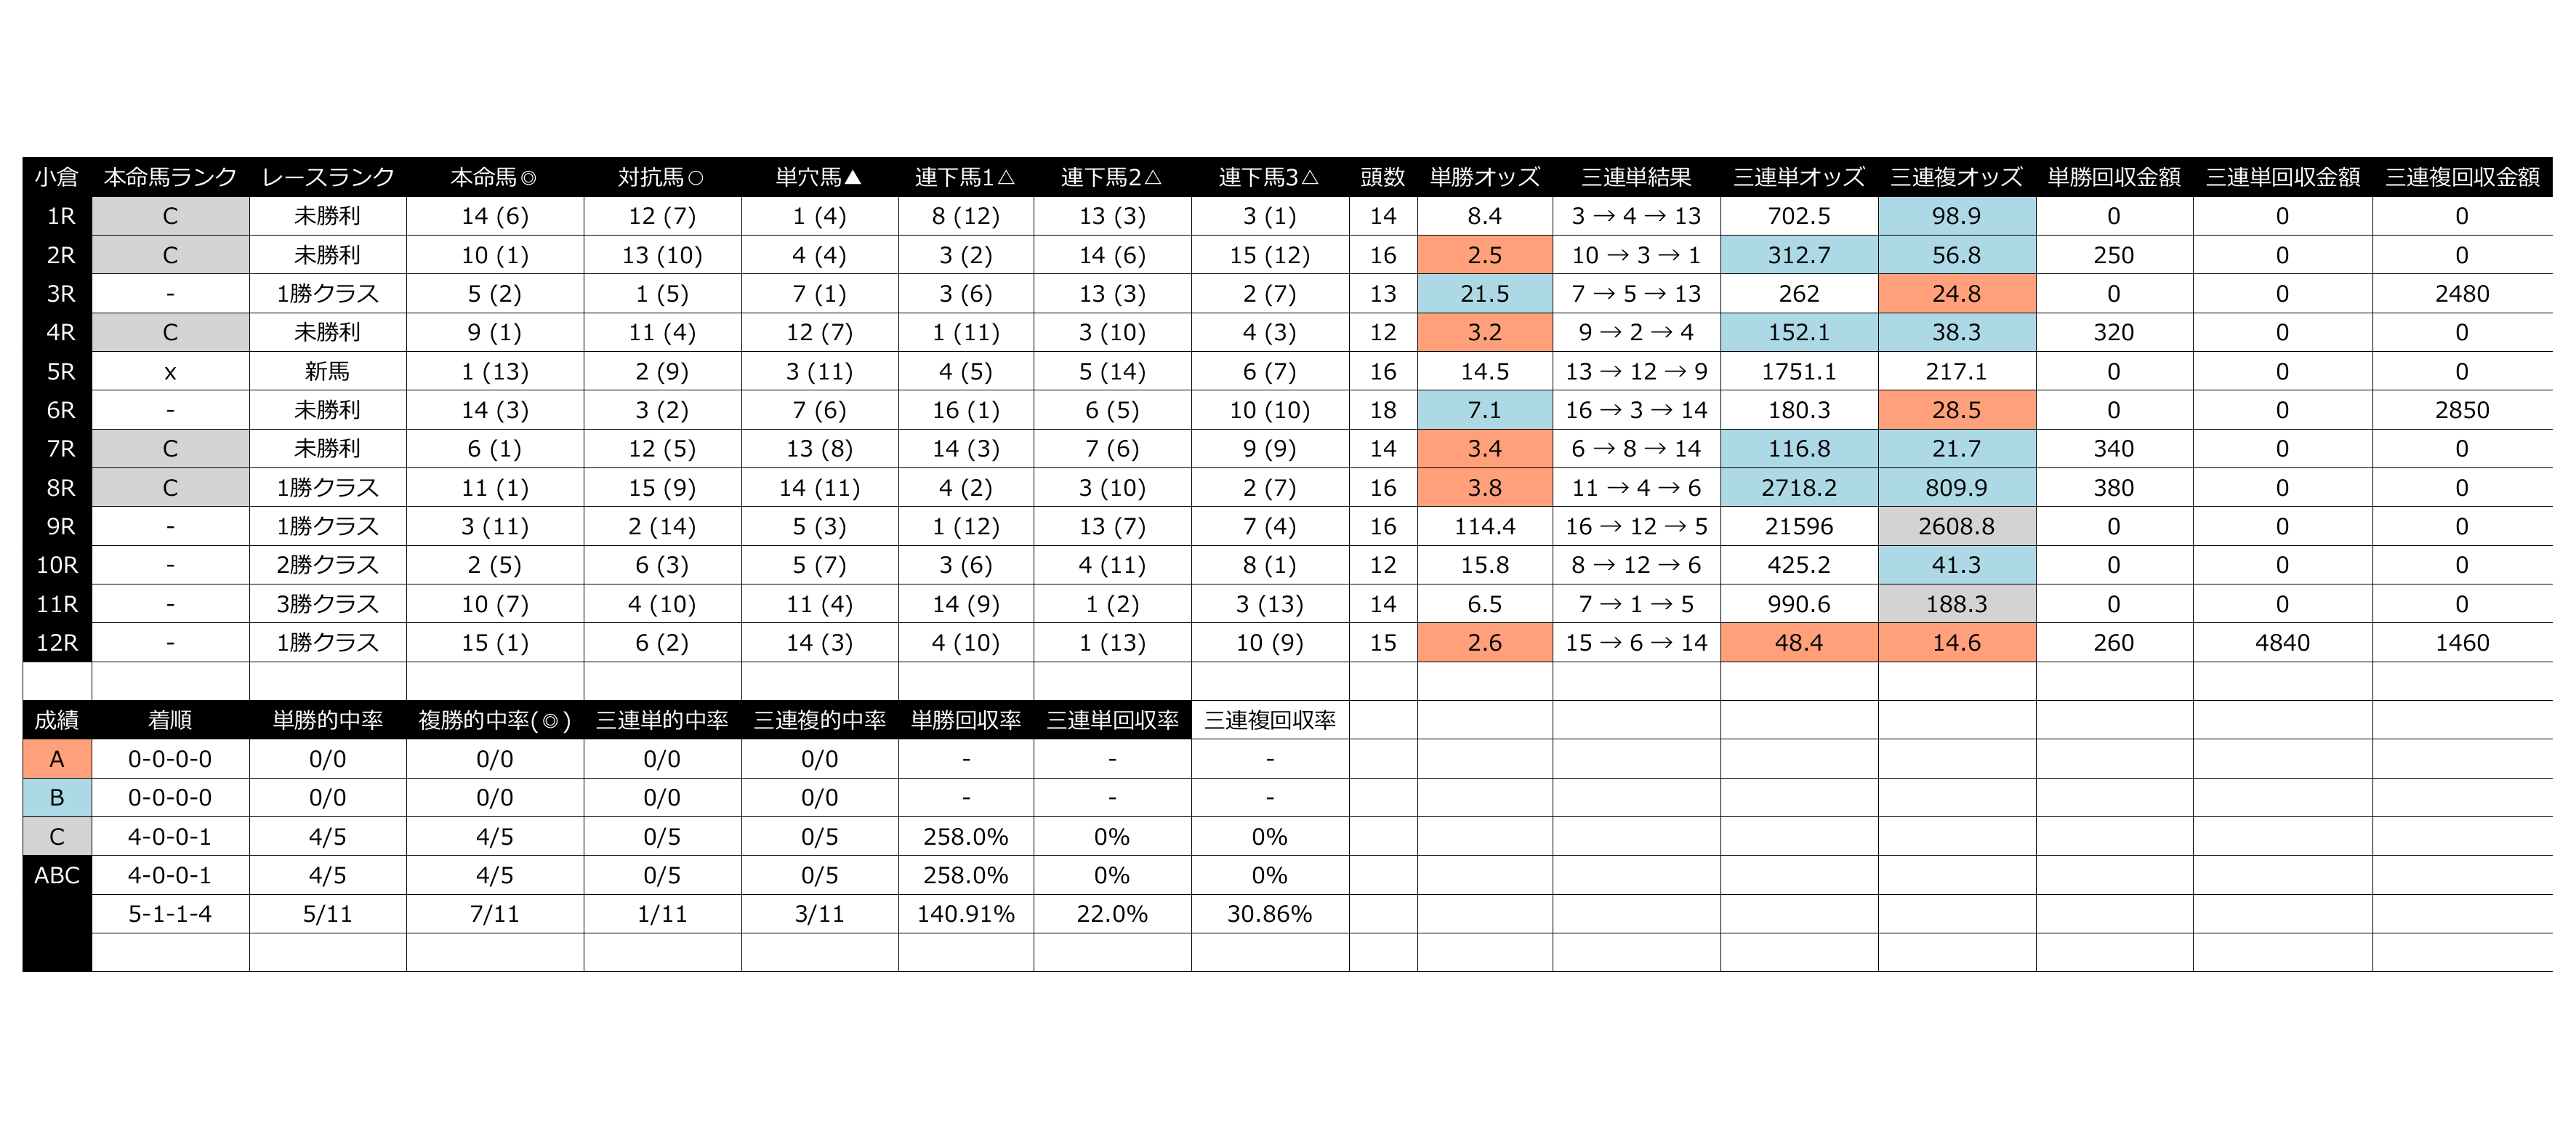 小倉 本命馬ランク レースランク 本命馬◎ 対抗馬○ 単穴馬▲ 連下馬1△ 連下馬2△ 連下馬3△ 頭数 単勝オッズ 三連単結果 三連単オッズ 三連複オッズ 単勝回収金額 三連単回収金額 三連複回収金額
1R C 未勝利 14 (6) 12 (7) 1 (4) 8 (12) 13 (3) 3 (1) 14 8.4 3 → 4 → 13 702.5 98.9 0 0 0
2R C 未勝利 10 (1) 13 (10) 4 (4) 3 (2) 14 (6) 15 (12) 16 2.5 10 → 3 → 1 312.7 56.8 250 0 0
3R - 1勝クラス 5 (2) 1 (5) 7 (1) 3 (6) 13 (3) 2 (7) 13 21.5 7 → 5 → 13 262 24.8 0 0 2480
4R C 未勝利 9 (1) 11 (4) 12 (7) 1 (11) 3 (10) 4 (3) 12 3.2 9 → 2 → 4 152.1 38.3 320 0 0
5R x 新馬 1 (13) 2 (9) 3 (11) 4 (5) 5 (14) 6 (7) 16 14.5 13 → 12 → 9 1751.1 217.1 0 0 0
6R - 未勝利 14 (3) 3 (2) 7 (6) 16 (1) 6 (5) 10 (10) 18 7.1 16 → 3 → 14 180.3 28.5 0 0 2850
7R C 未勝利 6 (1) 12 (5) 13 (8) 14 (3) 7 (6) 9 (9) 14 3.4 6 → 8 → 14 116.8 21.7 340 0 0
8R C 1勝クラス 11 (1) 15 (9) 14 (11) 4 (2) 3 (10) 2 (7) 16 3.8 11 → 4 → 6 2718.2 809.9 380 0 0
9R - 1勝クラス 3 (11) 2 (14) 5 (3) 1 (12) 13 (7) 7 (4) 16 114.4 16 → 12 → 5 21596 2608.8 0 0 0
10R - 2勝クラス 2 (5) 6 (3) 5 (7) 3 (6) 4 (11) 8 (1) 12 15.8 8 → 12 → 6 425.2 41.3 0 0 0
11R - 3勝クラス 10 (7) 4 (10) 11 (4) 14 (9) 1 (2) 3 (13) 14 6.5 7 → 1 → 5 990.6 188.3 0 0 0
12R - 1勝クラス 15 (1) 6 (2) 14 (3) 4 (10) 1 (13) 10 (9) 15 2.6 15 → 6 → 14 48.4 14.6 260 4840 1460
成績 着順 単勝的中率 複勝的中率(◎) 三連単的中率 三連複的中率 単勝回収率 三連単回収率 三連複回収率
A 0-0-0-0 0/0 0/0 0/0 0/0 - - -
B 0-0-0-0 0/0 0/0 0/0 0/0 - - -
C 4-0-0-1 4/5 4/5 0/5 0/5 258.0% 0% 0%
ABC 4-0-0-1 4/5 4/5 0/5 0/5 258.0% 0% 0%
5-1-1-4 5/11 7/11 1/11 3/11 140.91% 22.0% 30.86%